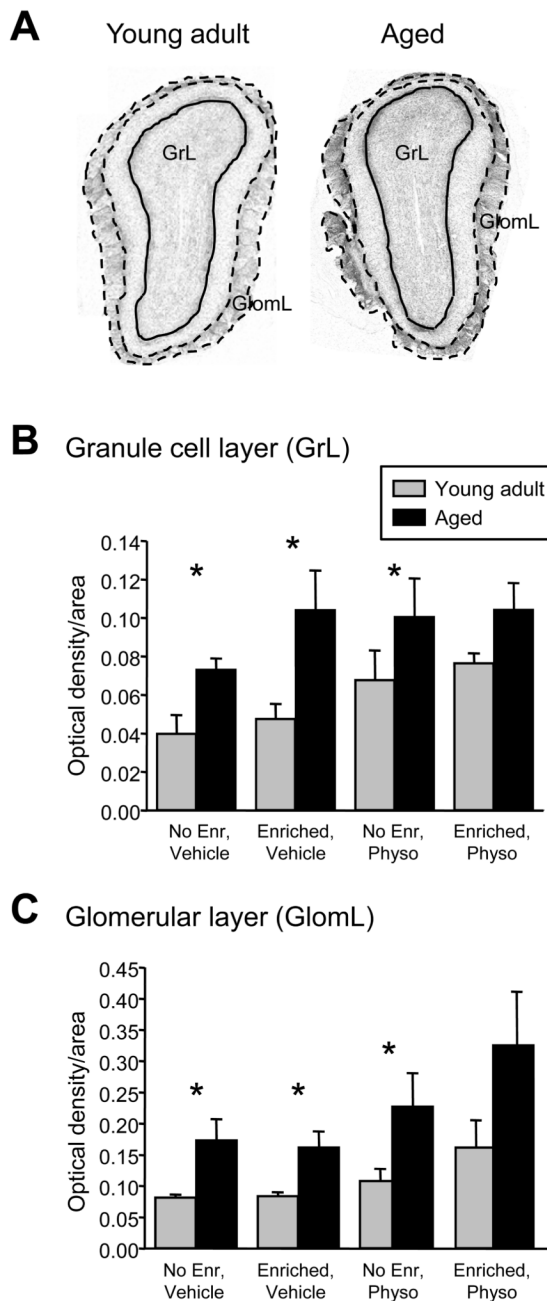 A
Young adult
Aged
GrL
GrL
GlomL
GlomL
B Granule cell layer (GrL)
Young adult
Aged
Optical density/area
0.14
0.12
0.10
0.08
0.06
0.04
0.02
0.00
*
*
*
No Enr,
Vehicle
Enriched,
Vehicle
No Enr,
Physo
Enriched,
Physo
C Glomerular layer (GlomL)
Optical density/area
0.45
0.40
0.35
0.30
0.25
0.20
0.15
0.10
0.05
0.00
*
*
*
No Enr,
Vehicle
Enriched,
Vehicle
No Enr,
Physo
Enriched,
Physo